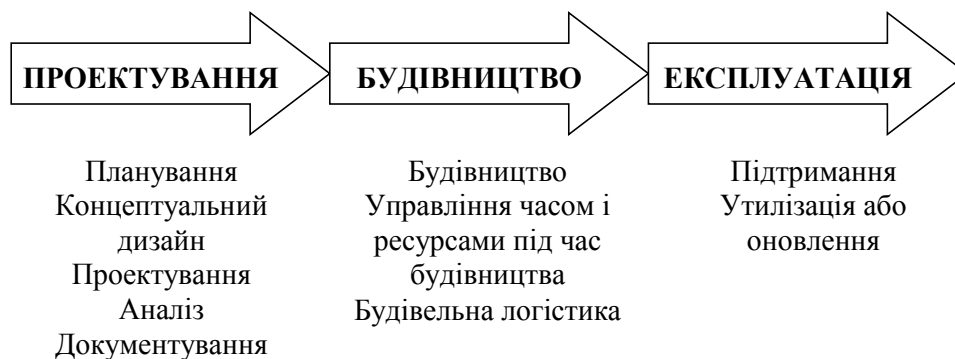 ПРОЕКТУВАННЯ
БУДІВНИЦТВО
ЕКСПЛУАТАЦІЯ
Планування
Концептуальний
дизайн
Проектування
Аналіз
Документування
Будівництво
Управління часом і
ресурсами під час
будівництва
Будівельна логістика
Підтримання
Утилізація або
оновлення